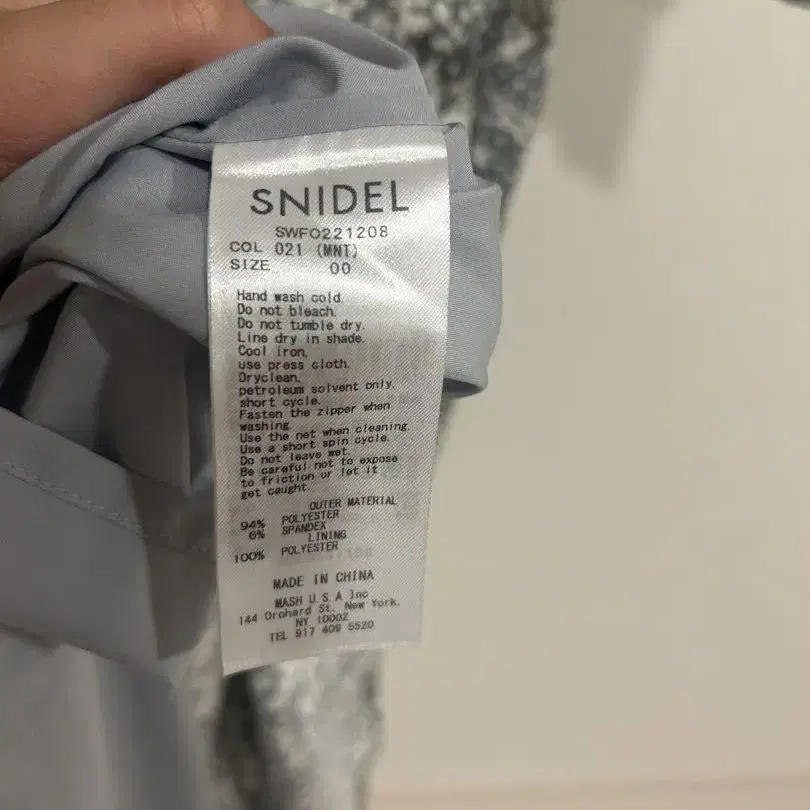 SNIDEL
SWFO221208
COL 021 (MNT)
SIZE 00
Hand wash cold.
Do not bleach.
Do not tumble dry.
Line dry in shade.
Cool iron,
use press cloth.
Dryclean,
petroleum solvent only,
short cycle.
Fasten the zipper when
washing.
Use the net when cleaning.
Use a short spin cycle.
Do not leave wet.
Be careful not to expose
to friction or let it
get caught.
OUTER MATERIAL
94% POLYESTER
6% SPANDEX
LINING
100% POLYESTER
MADE IN CHINA
MASH U.S.A Inc
144 Orchard St. New York,
NY 10002
TEL 917 409 5520